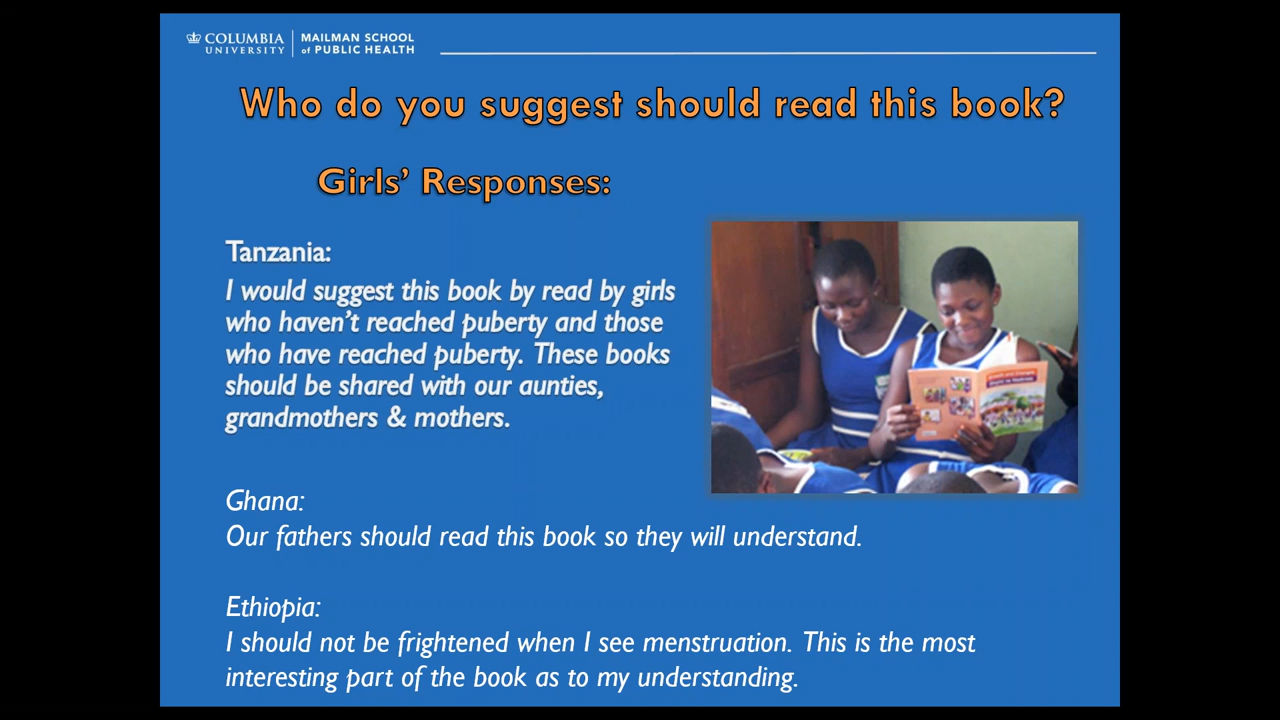 COLUMBIA UNIVERSITY
MAILMAN SCHOOL of PUBLIC HEALTH
Who do you suggest should read this book?
Girls' Responses:
Tanzania:
I would suggest this book by read by girls
who haven't reached puberty and those
who have reached puberty. These books
should be shared with our aunties,
grandmothers & mothers.
Ghana:
Our fathers should read this book so they will understand.
Ethiopia:
I should not be frightened when I see menstruation. This is the most
interesting part of the book as to my understanding.